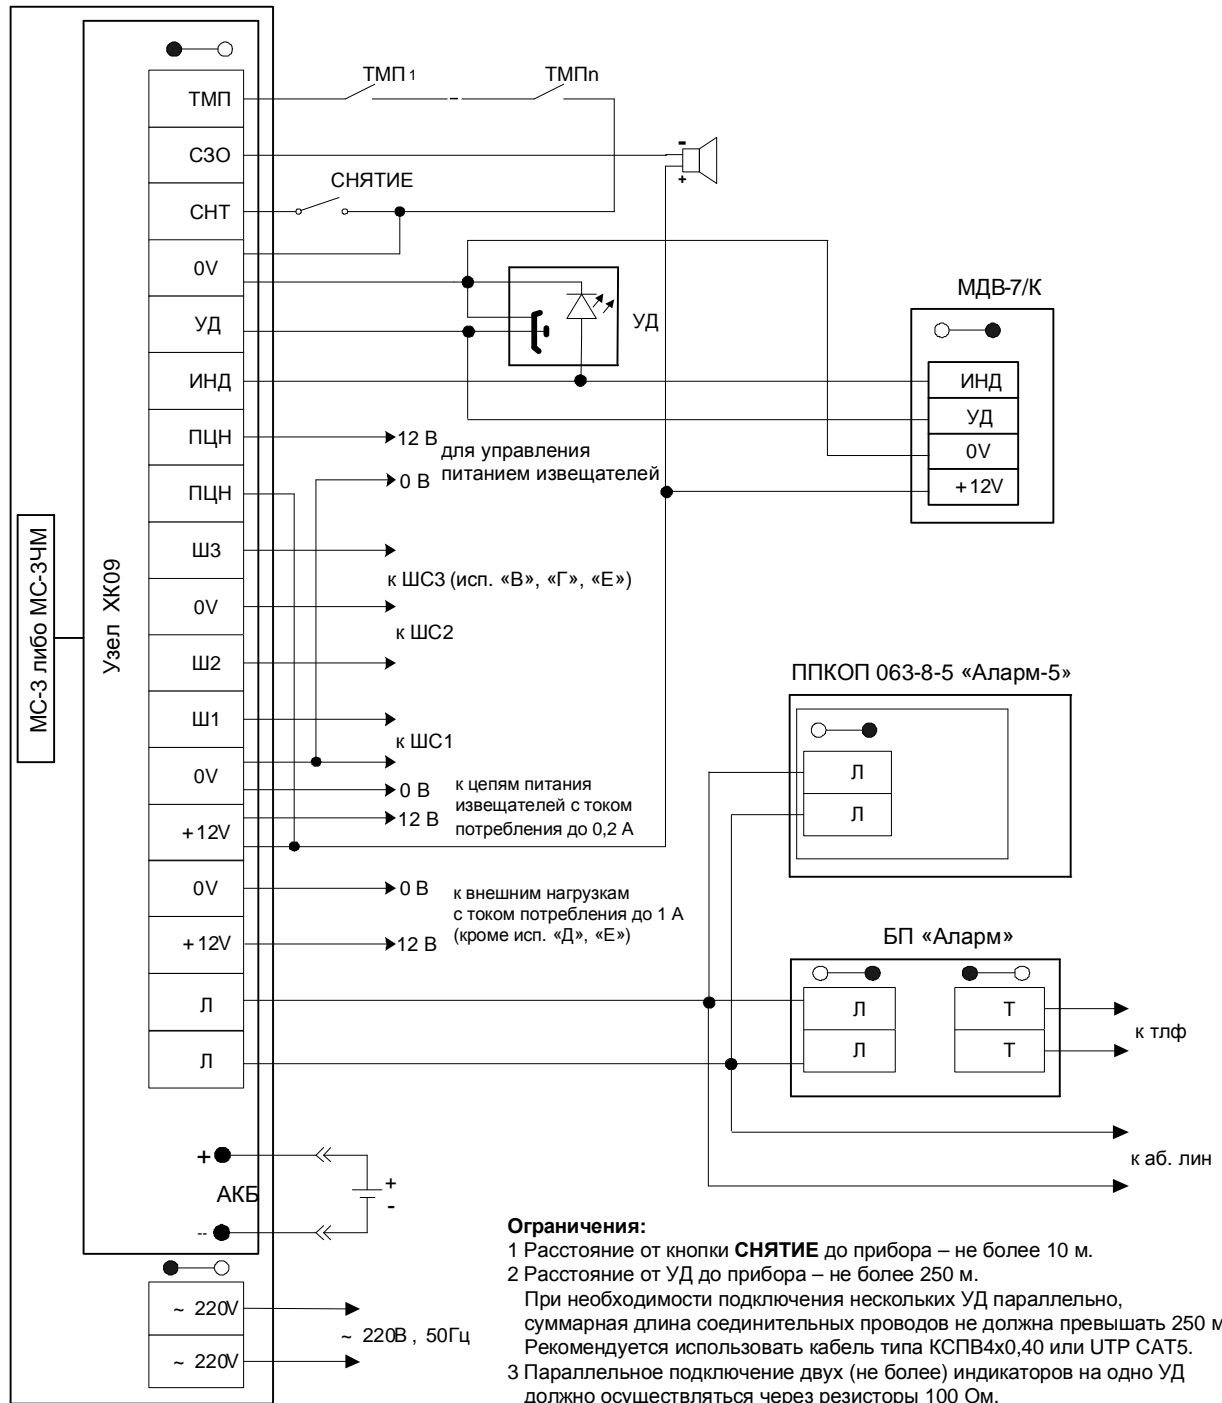 МС-3 либо МС-3ЧМ
Узел ХК09
ТМП
СЗО
СНТ
0V
УД
ИНД
ПЦН
ПЦН
Ш3
0V
Ш2
Ш1
0V
+12V
0V
+12V
Л
Л
+
АКБ
--
+
-
~ 220V
~ 220V
~ 220В , 50Гц
ТМП1
ТМПn
-
+
СНЯТИЕ
УД
МДВ-7/К
ИНД
УД
0V
+12V
12 В
для управления
питанием извещателей
0 В
к ШС3 (исп. «В», «Г», «Е»)
к ШС2
к ШС1
0 В
12 В
к цепям питания
извещателей с током
потребления до 0,2 А
0 В
12 В
к внешним нагрузкам
с током потребления до 1 А
(кроме исп. «Д», «Е»)
ППКОП 063-8-5 «Аларм-5»
Л
Л
БП «Аларм»
Л
Л
Т
Т
к тлф
к аб. лин
Ограничения:
1 Расстояние от кнопки СНЯТИЕ до прибора – не более 10 м.
2 Расстояние от УД до прибора – не более 250 м.
При необходимости подключения нескольких УД параллельно,
суммарная длина соединительных проводов не должна превышать 250 м
Рекомендуется использовать кабель типа КСПВ4х0,40 или UTP CAT5.
3 Параллельное подключение двух (не более) индикаторов на одно УД
должно осуществляться через резисторы 100 Ом.